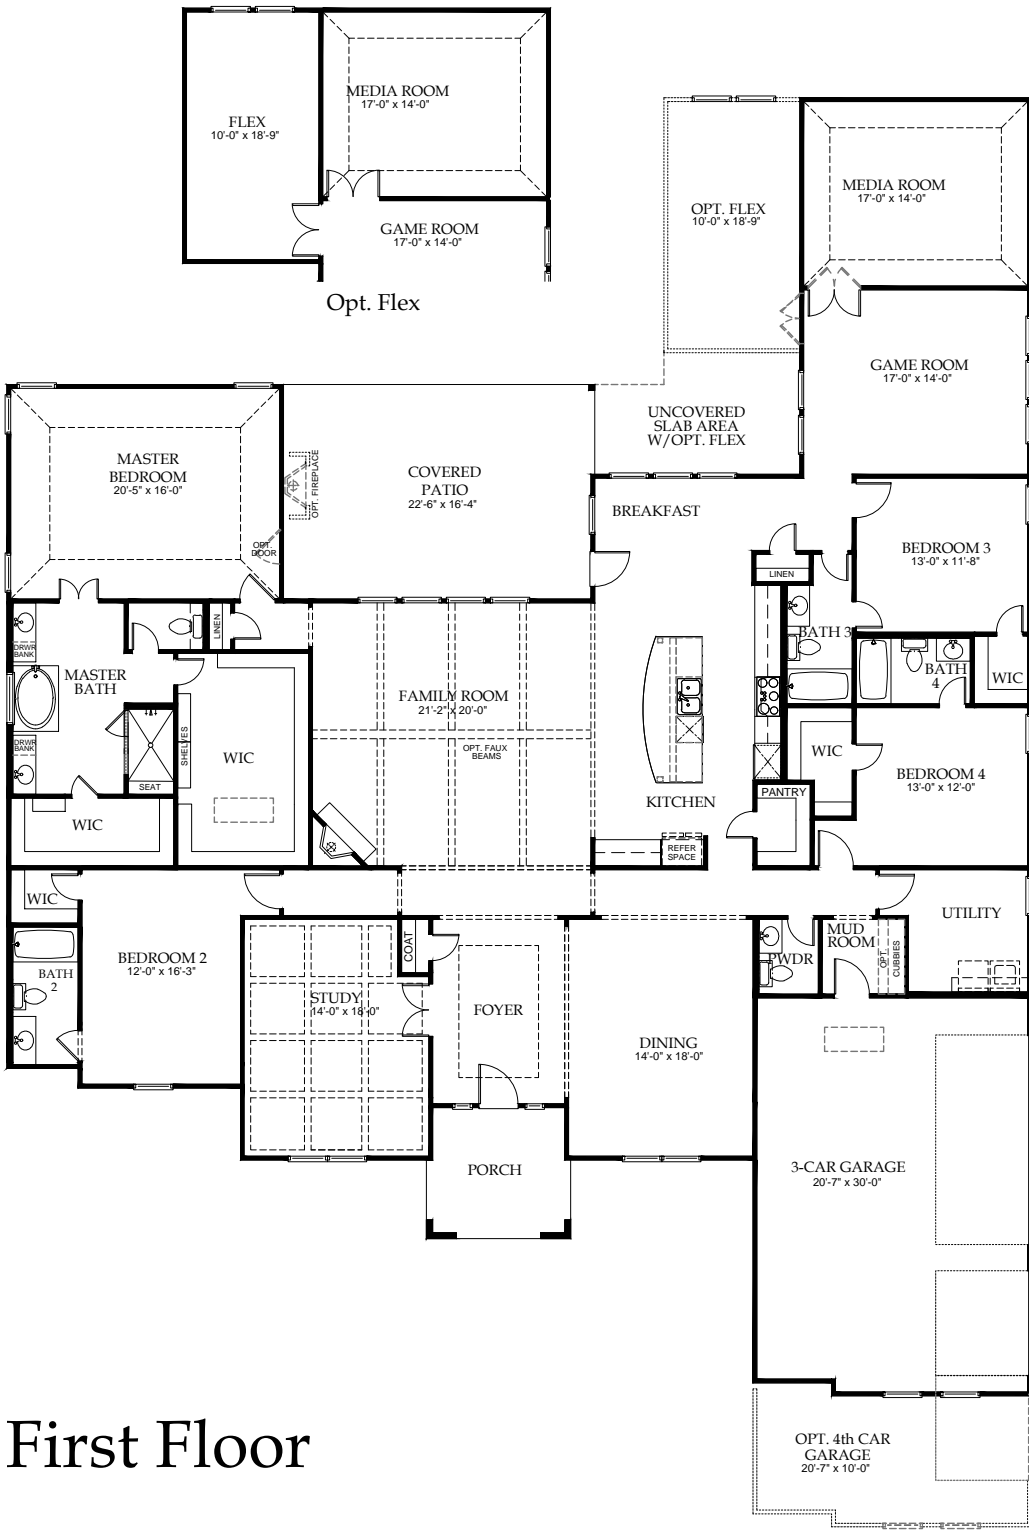 MEDIA ROOM
17'-0" x 14'-0"
FLEX
10'-0" x 18'-9"
GAME ROOM
17'-0" x 14'-0"
Opt. Flex
MEDIA ROOM
17'-0" x 14'-0"
OPT. FLEX
10'-0" x 18'-9"
GAME ROOM
17'-0" x 14'-0"
UNCOVERED
SLAB AREA
W/OPT. FLEX
MASTER
BEDROOM
20'-5" x 16'-0"
OPT. FIREPLACE
COVERED
PATIO
22'-6" x 16'-4"
BREAKFAST
OPT.
DOOR
BEDROOM 3
13'-0" x 11'-8"
LINEN
LINEN
DRWR
BANK
MASTER
BATH
BATH 3
BATH
4
WIC
FAMILY ROOM
21'-2" x 20'-0"
OPT. FAUX
BEAMS
SHELVES
WIC
DRWR
BANK
SEAT
WIC
WIC
BEDROOM 4
13'-0" x 12'-0"
KITCHEN
PANTRY
REFER
SPACE
WIC
BEDROOM 2
12'-0" x 16'-3"
BATH
2
COAT
STUDY
14'-0" x 18'-0"
FOYER
DINING
14'-0" x 18'-0"
PWDR
MUD
ROOM
OPT.
CUBBIES
UTILITY
PORCH
3-CAR GARAGE
20'-7" x 30'-0"
First Floor
OPT. 4th CAR
GARAGE
20'-7" x 10'-0"